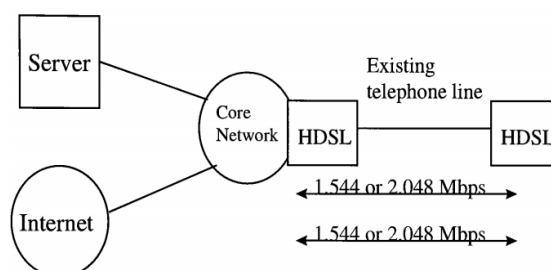 Server
Existing
telephone line
Core
Network
HDSL
HDSL
1.544 or 2.048 Mbps
Internet
1.544 or 2.048 Mbps